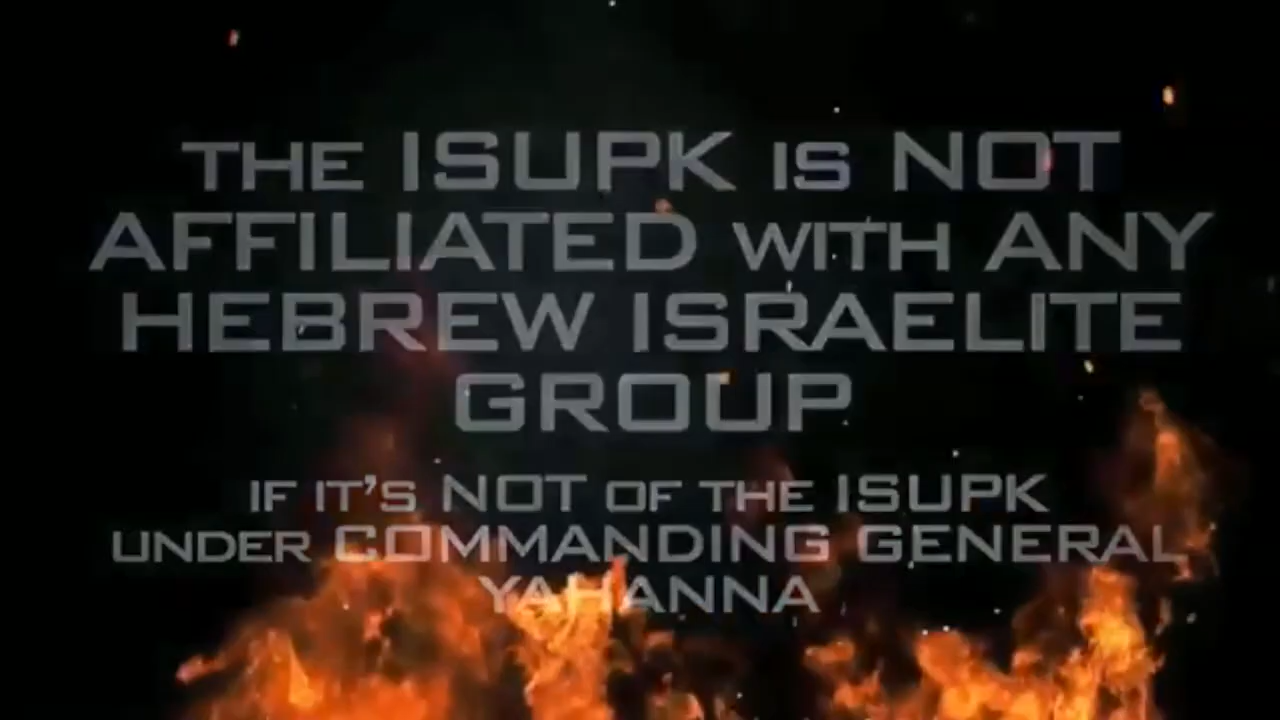 THE ISUPK IS NOT
AFFILIATED WITH ANY
HEBREW ISRAELITE
GROUP
IF IT'S NOT OF THE ISUPK
UNDER COMMANDING GENERAL
YAHANNA